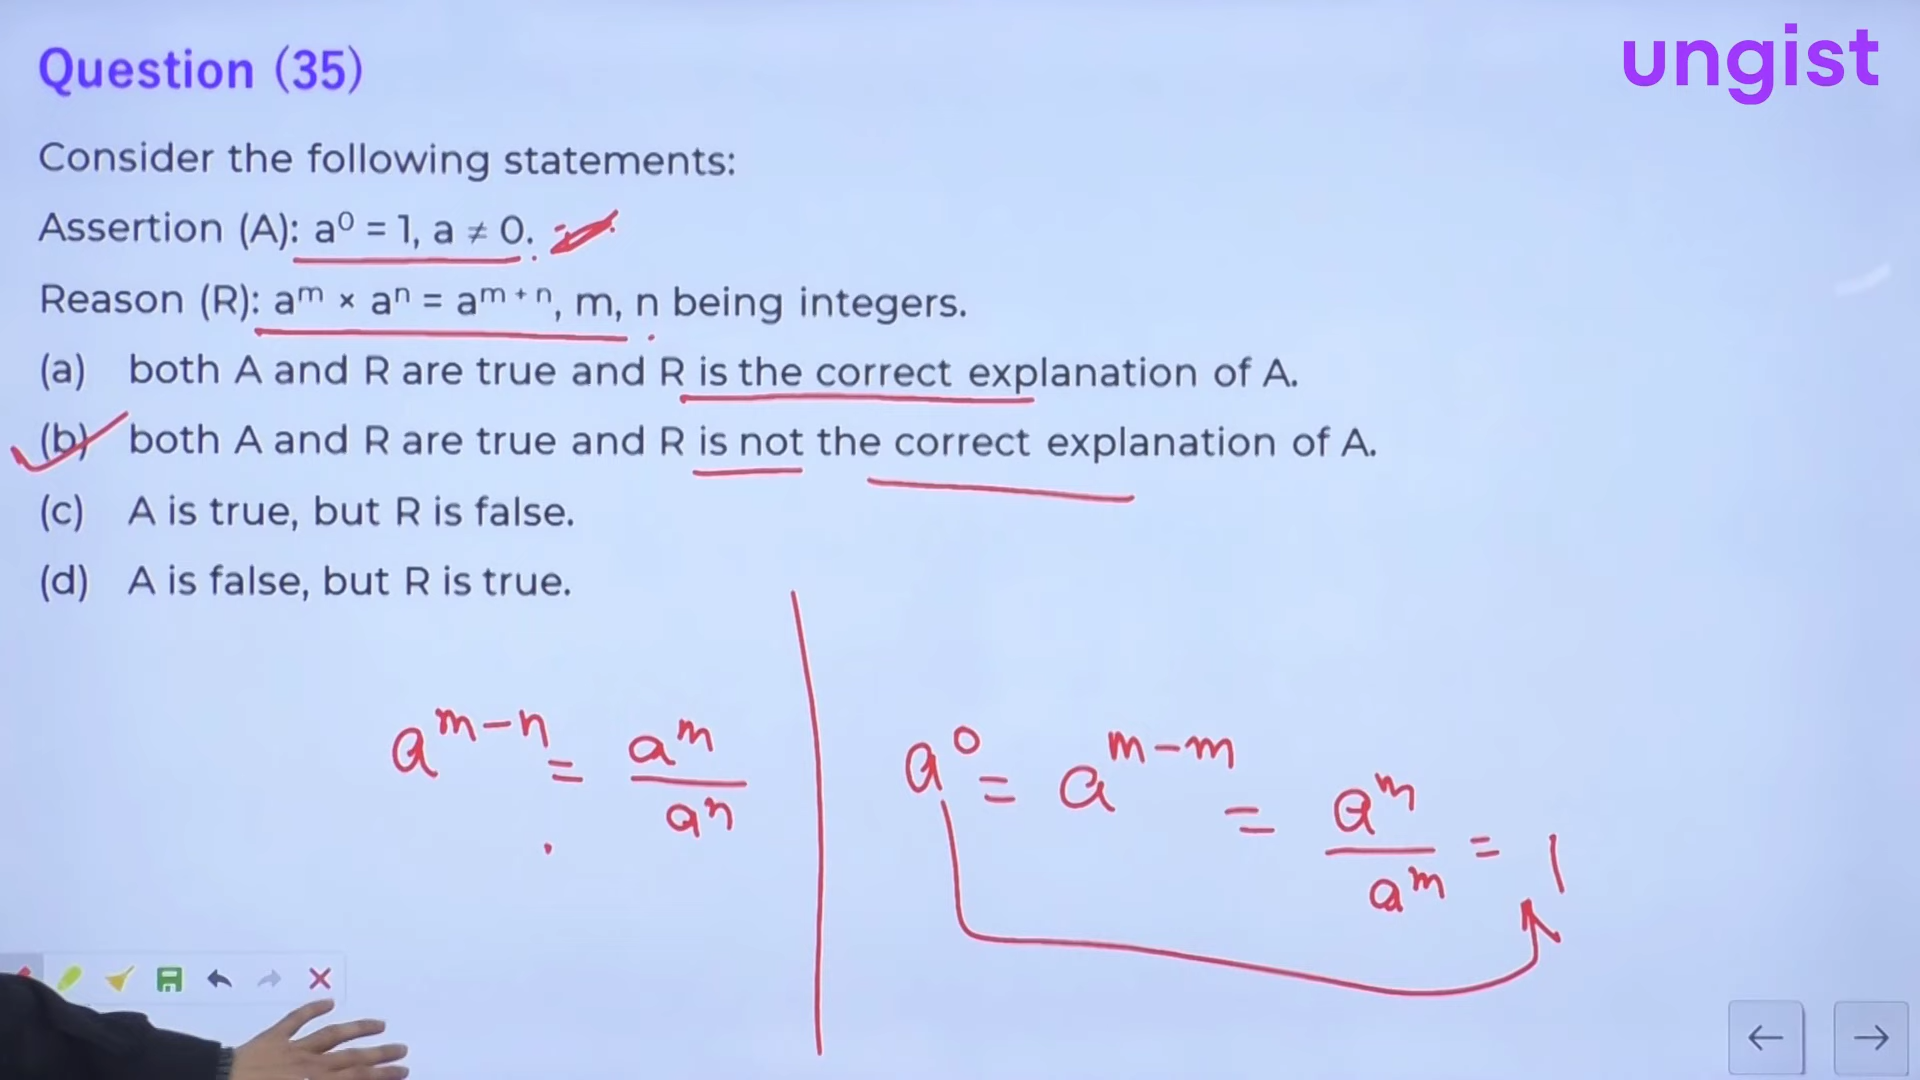 Question (35)
ungist
Consider the following statements:
Assertion (A): a⁰ = 1, a ≠ 0.
Reason (R): aᵐ × aⁿ = aᵐ⁺ⁿ, m, n being integers.
(a) both A and R are true and R is the correct explanation of A.
(b) both A and R are true and R is not the correct explanation of A.
(c) A is true, but R is false.
(d) A is false, but R is true.
aᵐ⁻ⁿ = aᵐ/aⁿ
a⁰ = aᵐ⁻ᵐ = aᵐ/aᵐ = 1